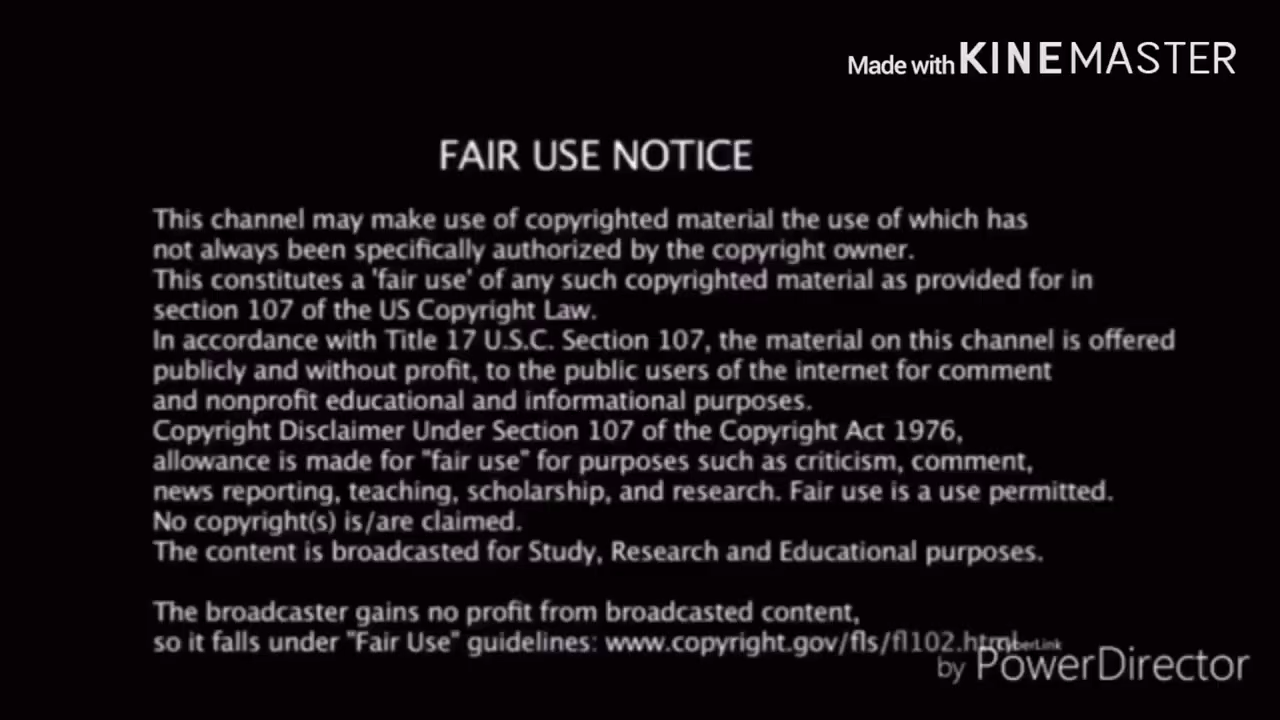 Made with KINEMASTER
FAIR USE NOTICE
This channel may make use of copyrighted material the use of which has
not always been specifically authorized by the copyright owner.
This constitutes a 'fair use' of any such copyrighted material as provided for in
section 107 of the US Copyright Law.
In accordance with Title 17 U.S.C. Section 107, the material on this channel is offered
publicly and without profit, to the public users of the internet for comment
and nonprofit educational and informational purposes.
Copyright Disclaimer Under Section 107 of the Copyright Act 1976,
allowance is made for "fair use" for purposes such as criticism, comment,
news reporting, teaching, scholarship, and research. Fair use is a use permitted.
No copyright(s) is/are claimed.
The content is broadcasted for Study, Research and Educational purposes.
The broadcaster gains no profit from broadcasted content,
so it falls under "Fair Use" guidelines: www.copyright.gov/fls/fl102.html
by PowerDirector